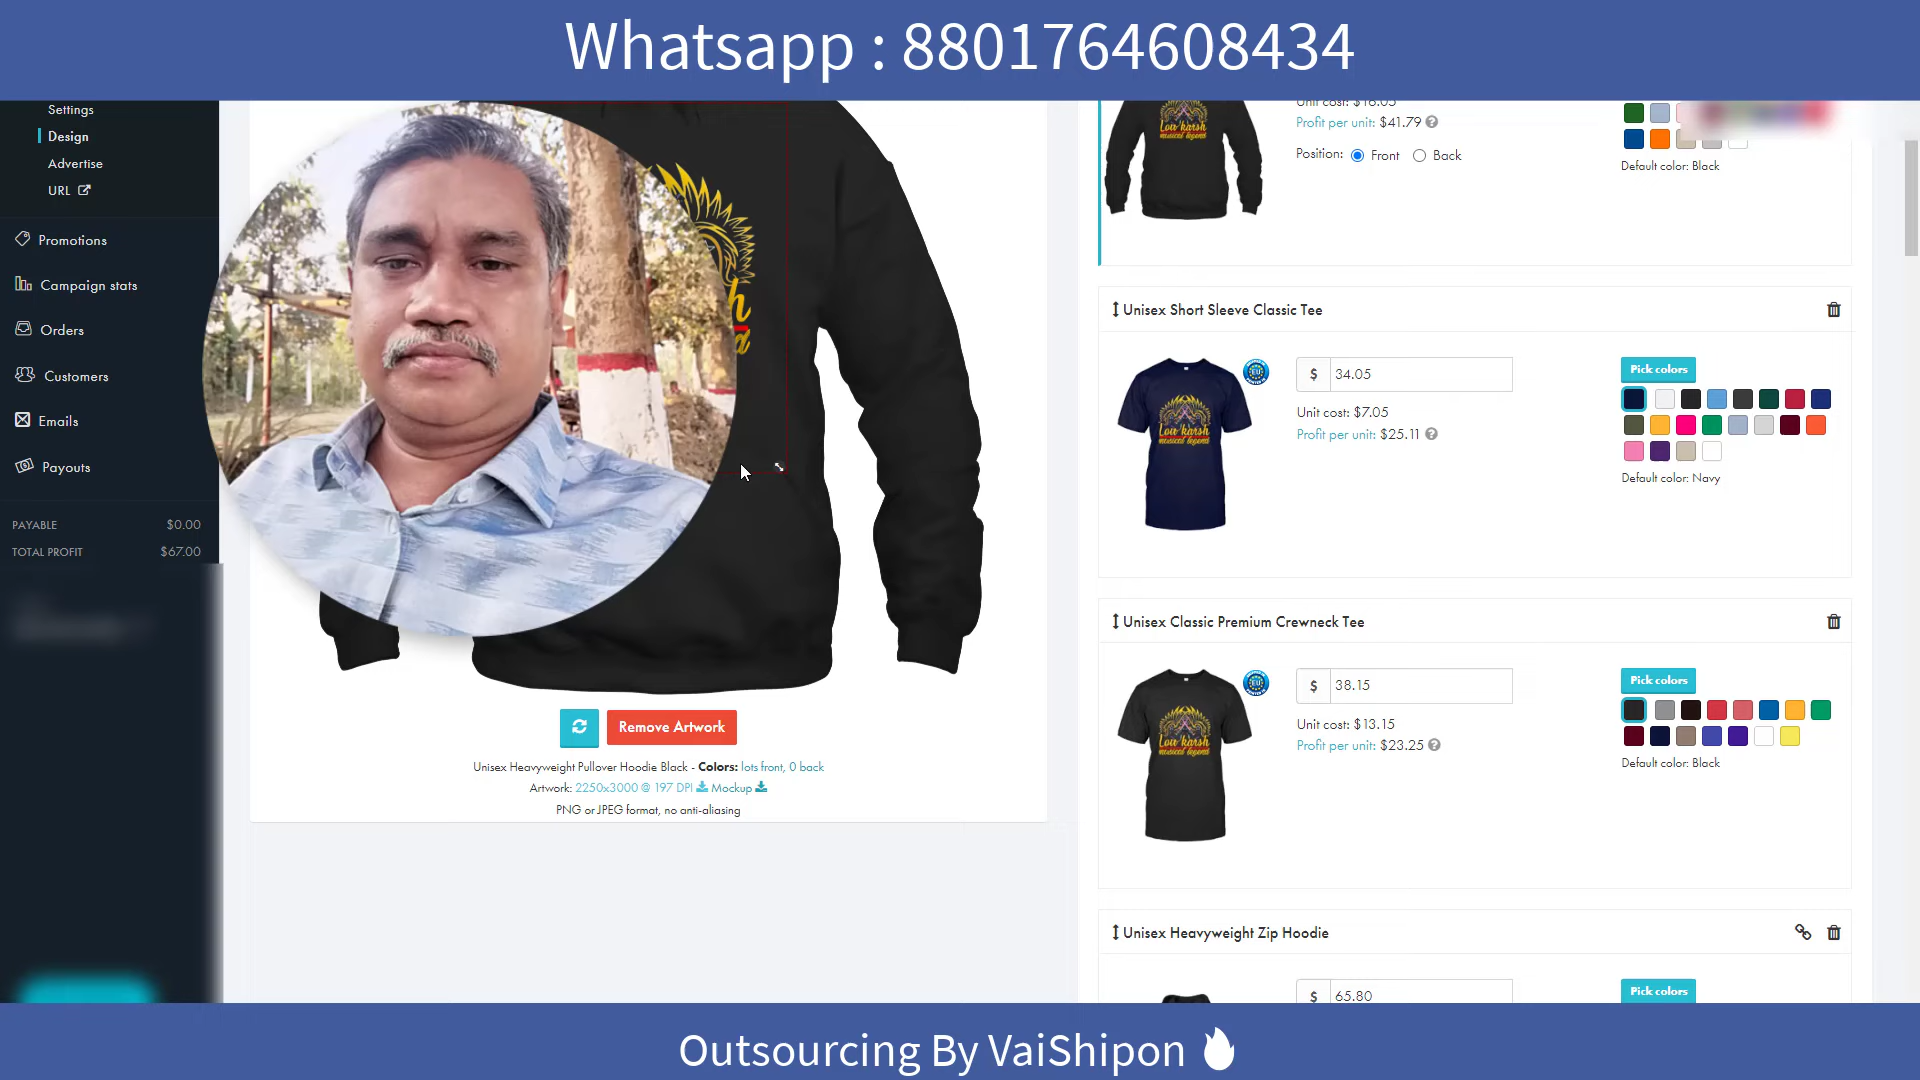 Whatsapp : 8801764608434
Settings
Design
Advertise
URL
Promotions
Campaign stats
Orders
Customers
Emails
Payouts
PAYABLE $0.00
TOTAL PROFIT $67.00
Remove Artwork
Unisex Heavyweight Pullover Hoodie Black - Colors: lots front, 0 back
Artwork: 2250x3000 @ 197 DPI Mockup
PNG or JPEG format, no anti-aliasing
Unit cost: $16.05
Profit per unit: $41.79
Position: Front Back
Default color: Black
Unisex Short Sleeve Classic Tee
$ 34.05
Unit cost: $7.05
Profit per unit: $25.11
Pick colors
Default color: Navy
Unisex Classic Premium Crewneck Tee
$ 38.15
Unit cost: $13.15
Profit per unit: $23.25
Pick colors
Default color: Black
Unisex Heavyweight Zip Hoodie
$ 65.80
Pick colors
Outsourcing By VaiShipon